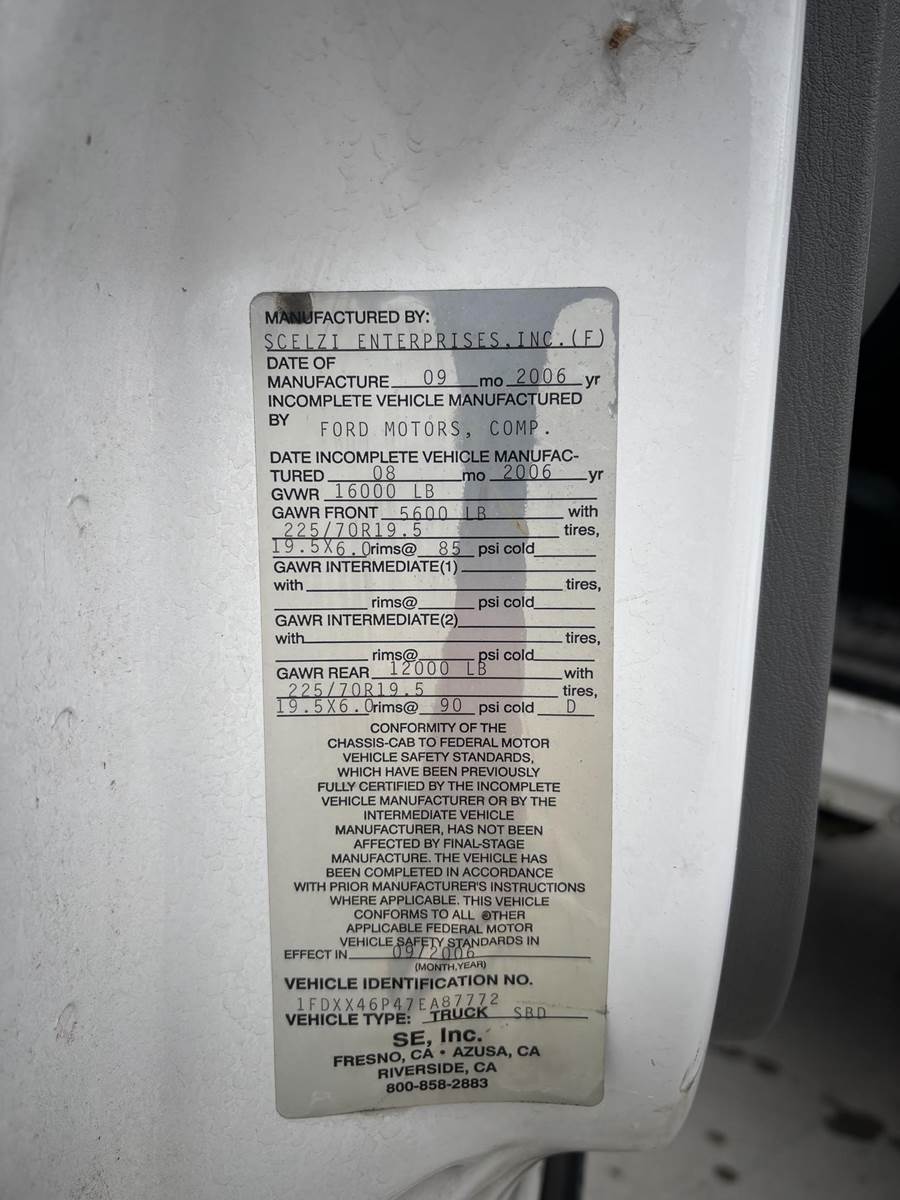 MANUFACTURED BY:
SCELZI ENTERPRISES,INC.(F)
DATE OF
MANUFACTURE 09 mo 2006 yr
INCOMPLETE VEHICLE MANUFACTURED
BY FORD MOTORS, COMP.
DATE INCOMPLETE VEHICLE MANUFAC-
TURED 08 mo 2006 yr
GVWR 16000 LB
GAWR FRONT 5600 LB with
225/70R19.5 tires,
19.5X6.0 rims@ 85 psi cold
GAWR INTERMEDIATE(1)
with tires,
rims@ psi cold
GAWR INTERMEDIATE(2)
with tires,
rims@ psi cold
GAWR REAR 12000 LB with
225/70R19.5 tires,
19.5X6.0 rims@ 90 psi cold D
CONFORMITY OF THE
CHASSIS-CAB TO FEDERAL MOTOR
VEHICLE SAFETY STANDARDS,
WHICH HAVE BEEN PREVIOUSLY
FULLY CERTIFIED BY THE INCOMPLETE
VEHICLE MANUFACTURER OR BY THE
INTERMEDIATE VEHICLE
MANUFACTURER, HAS NOT BEEN
AFFECTED BY FINAL-STAGE
MANUFACTURE. THE VEHICLE HAS
BEEN COMPLETED IN ACCORDANCE
WITH PRIOR MANUFACTURER'S INSTRUCTIONS
WHERE APPLICABLE. THIS VEHICLE
CONFORMS TO ALL OTHER
APPLICABLE FEDERAL MOTOR
VEHICLE SAFETY STANDARDS IN
EFFECT IN 09/2006
(MONTH,YEAR)
VEHICLE IDENTIFICATION NO.
1FDXX46P47EA87772
VEHICLE TYPE: TRUCK SBD
SE, Inc.
FRESNO, CA • AZUSA, CA
RIVERSIDE, CA
800-858-2883